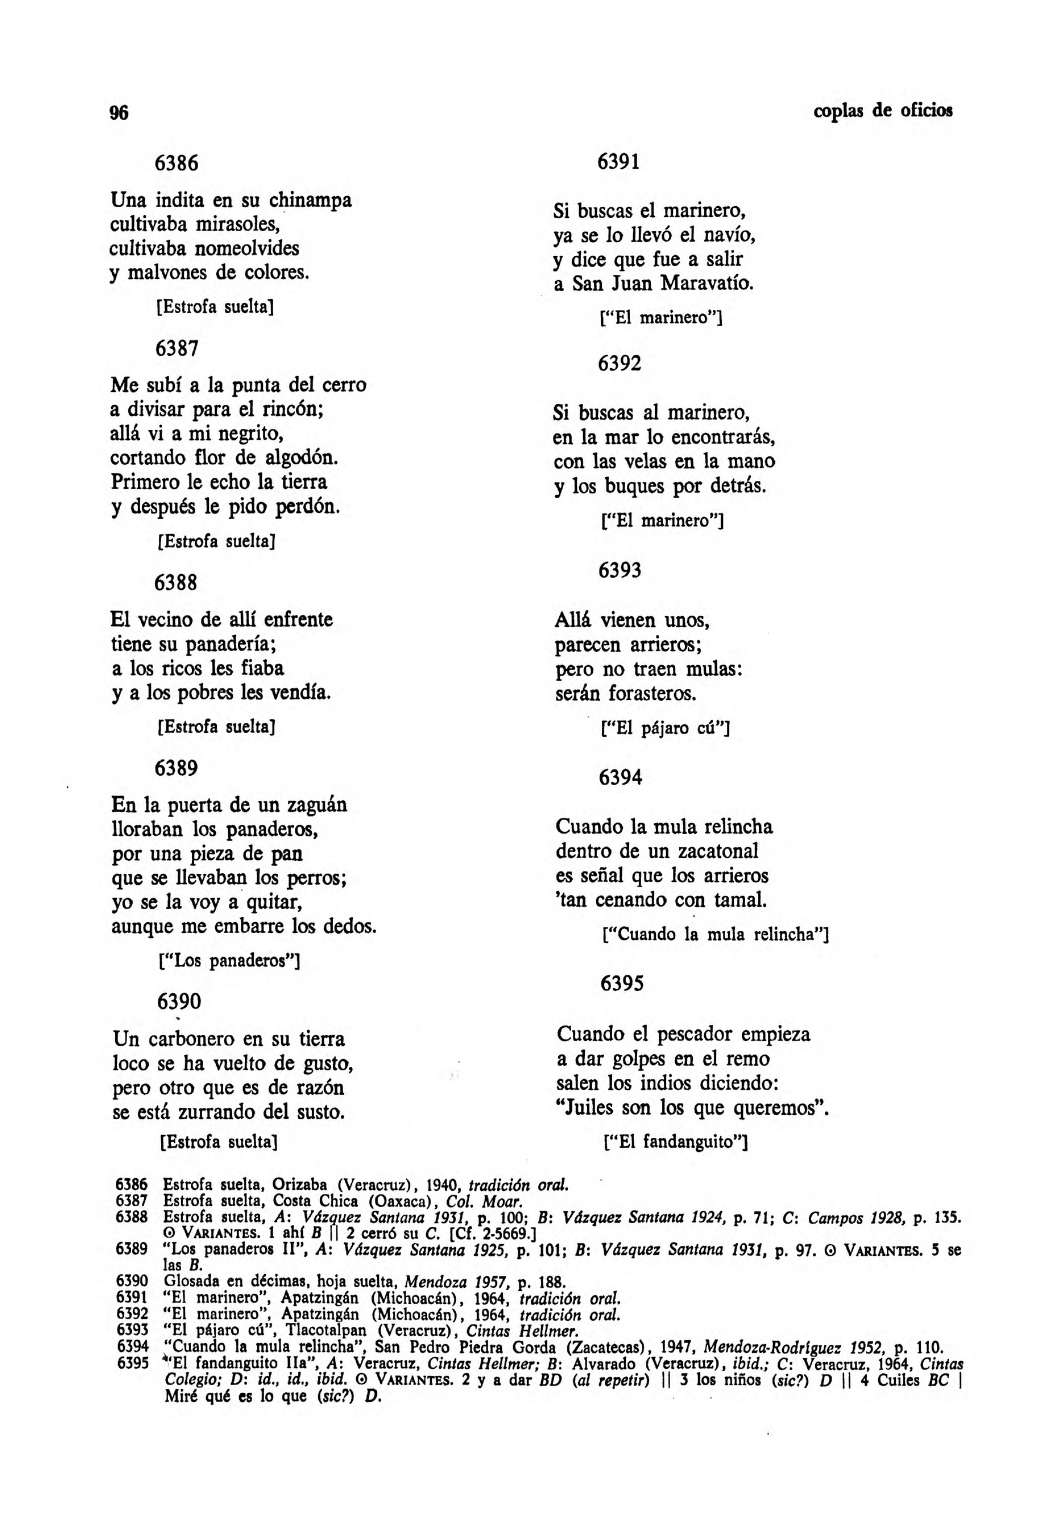 96
coplas de oficios
6386
Una indita en su chinampa
cultivaba mirasoles,
cultivaba nomeolvides
y malvones de colores.
[Estrofa suelta]
6387
Me subí a la punta del cerro
a divisar para el rincón;
allá vi a mi negrito,
cortando flor de algodón.
Primero le echo la tierra
y después le pido perdón.
[Estrofa suelta]
6388
El vecino de allí enfrente
tiene su panadería;
a los ricos les fiaba
y a los pobres les vendía.
[Estrofa suelta]
6389
En la puerta de un zaguán
lloraban los panaderos,
por una pieza de pan
que se llevaban los perros;
yo se la voy a quitar,
aunque me embarre los dedos.
["Los panaderos"]
6390
Un carbonero en su tierra
loco se ha vuelto de gusto,
pero otro que es de razón
se está zurrando del susto.
[Estrofa suelta]
6391
Si buscas el marinero,
ya se lo llevó el navío,
y dice que fue a salir
a San Juan Maravatío.
["El marinero"]
6392
Si buscas al marinero,
en la mar lo encontrarás,
con las velas en la mano
y los buques por detrás.
["El marinero"]
6393
Allá vienen unos,
parecen arrieros;
pero no traen mulas:
serán forasteros.
["El pájaro cú"]
6394
Cuando la mula relincha
dentro de un zacatonal
es señal que los arrieros
'tan cenando con tamal.
["Cuando la mula relincha"]
6395
Cuando el pescador empieza
a dar golpes en el remo
salen los indios diciendo:
"Juiles son los que queremos".
["El fandanguito"]
6386 Estrofa suelta, Orizaba (Veracruz), 1940, tradición oral.
6387 Estrofa suelta, Costa Chica (Oaxaca), Col. Moar.
6388 Estrofa suelta, A: Vázquez Santana 1931, p. 100; B: Vázquez Santana 1924, p. 71; C: Campos 1928, p. 135.
⊙ VARIANTES. 1 ahí B || 2 cerró su C. [Cf. 2-5669.]
6389 "Los panaderos II", A: Vázquez Santana 1925, p. 101; B: Vázquez Santana 1931, p. 97. ⊙ VARIANTES. 5 se
las B.
6390 Glosada en décimas, hoja suelta, Mendoza 1957, p. 188.
6391 "El marinero", Apatzingán (Michoacán), 1964, tradición oral.
6392 "El marinero", Apatzingán (Michoacán), 1964, tradición oral.
6393 "El pájaro cú", Tlacotalpan (Veracruz), Cintas Hellmer.
6394 "Cuando la mula relincha", San Pedro Piedra Gorda (Zacatecas), 1947, Mendoza-Rodríguez 1952, p. 110.
6395 "El fandanguito IIa", A: Veracruz, Cintas Hellmer; B: Alvarado (Veracruz), ibid.; C: Veracruz, 1964, Cintas
Colegio; D: id., id., ibid. ⊙ VARIANTES. 2 y a dar BD (al repetir) || 3 los niños (sic?) D || 4 Cuiles BC |
Miré qué es lo que (sic?) D.